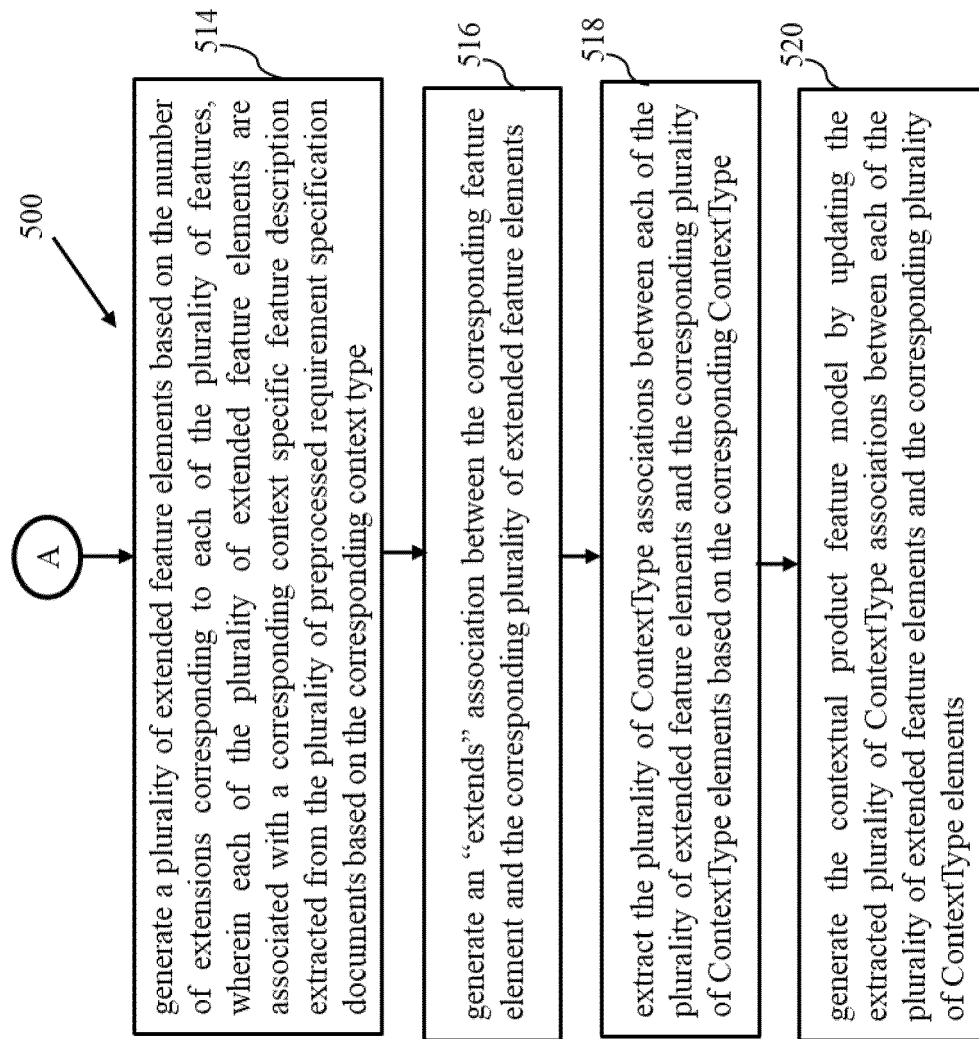 500
A
514
generate a plurality of extended feature elements based on the number
of extensions corresponding to each of the plurality of features,
wherein each of the plurality of extended feature elements are
associated with a corresponding context specific feature description
extracted from the plurality of preprocessed requirement specification
documents based on the corresponding context type
516
generate an “extends” association between the corresponding feature
element and the corresponding plurality of extended feature elements
518
extract the plurality of ContextType associations between each of the
plurality of extended feature elements and the corresponding plurality
of ContextType elements based on the corresponding ContextType
520
generate the contextual product feature model by updating the
extracted plurality of ContextType associations between each of the
plurality of extended feature elements and the corresponding plurality
of ContextType elements